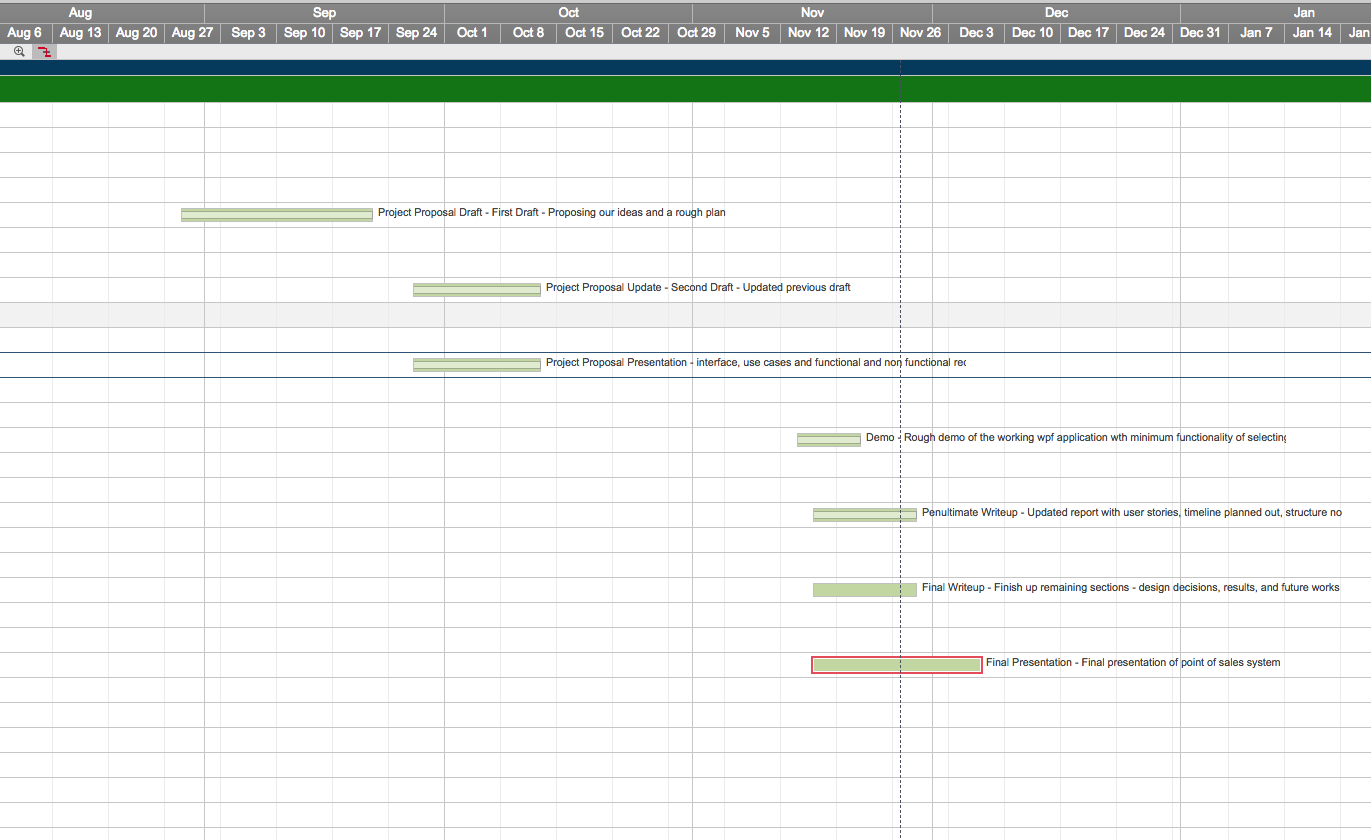 Aug Sep Oct Nov Dec Jan
Aug 6 Aug 13 Aug 20 Aug 27 Sep 3 Sep 10 Sep 17 Sep 24 Oct 1 Oct 8 Oct 15 Oct 22 Oct 29 Nov 5 Nov 12 Nov 19 Nov 26 Dec 3 Dec 10 Dec 17 Dec 24 Dec 31 Jan 7 Jan 14 Jan
Project Proposal Draft - First Draft - Proposing our ideas and a rough plan
Project Proposal Update - Second Draft - Updated previous draft
Project Proposal Presentation - interface, use cases and functional and non functional rec
Demo - Rough demo of the working wpf application wth minimum functionality of selecting
Penultimate Writeup - Updated report with user stories, timeline planned out, structure no
Final Writeup - Finish up remaining sections - design decisions, results, and future works
Final Presentation - Final presentation of point of sales system